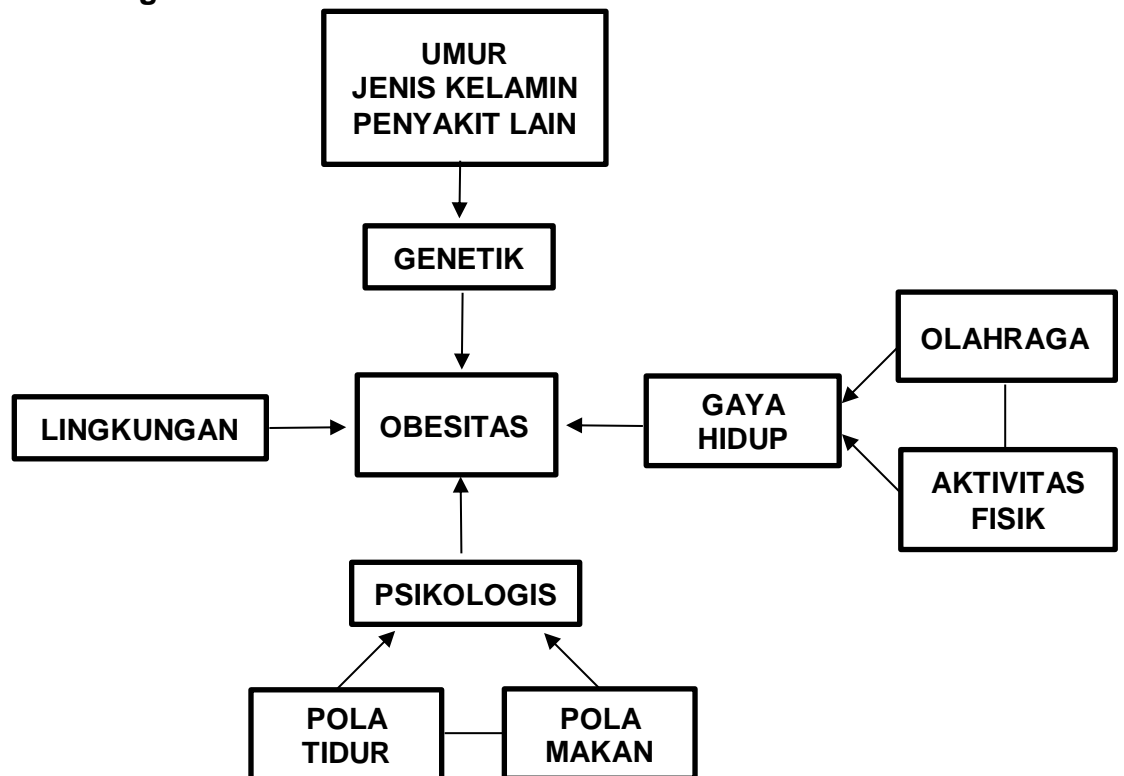 UMUR
JENIS KELAMIN
PENYAKIT LAIN
GENETIK
OLAHRAGA
LINGKUNGAN
OBESITAS
GAYA
HIDUP
AKTIVITAS
FISIK
PSIKOLOGIS
POLA
TIDUR
POLA
MAKAN